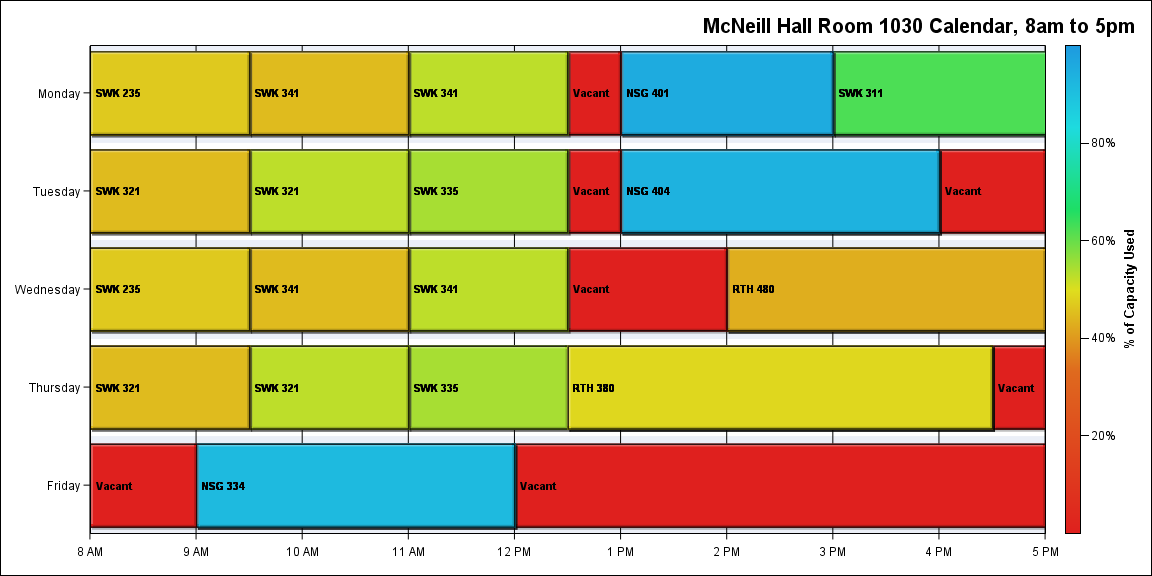 McNeill Hall Room 1030 Calendar, 8am to 5pm
Monday
SWK 235
SWK 341
SWK 341
Vacant
NSG 401
SWK 311
Tuesday
SWK 321
SWK 321
SWK 335
Vacant
NSG 404
Vacant
Wednesday
SWK 235
SWK 341
SWK 341
Vacant
RTH 480
Thursday
SWK 321
SWK 321
SWK 335
RTH 380
Vacant
Friday
Vacant
NSG 334
Vacant
8 AM
9 AM
10 AM
11 AM
12 PM
1 PM
2 PM
3 PM
4 PM
5 PM
80%
60%
40%
20%
% of Capacity Used